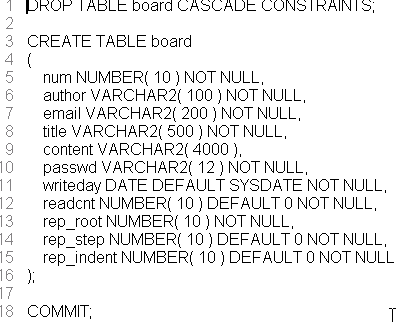 1 DROP TABLE board CASCADE CONSTRAINTS;
2
3 CREATE TABLE board
4 (
5 num NUMBER( 10 ) NOT NULL,
6 author VARCHAR2( 100 ) NOT NULL,
7 email VARCHAR2( 200 ) NOT NULL,
8 title VARCHAR2( 500 ) NOT NULL,
9 content VARCHAR2( 4000 ),
10 passwd VARCHAR2( 12 ) NOT NULL,
11 writeday DATE DEFAULT SYSDATE NOT NULL,
12 readcnt NUMBER( 10 ) DEFAULT 0 NOT NULL,
13 rep_root NUMBER( 10 ) NOT NULL,
14 rep_step NUMBER( 10 ) DEFAULT 0 NOT NULL,
15 rep_indent NUMBER( 10 ) DEFAULT 0 NOT NULL
16 );
17
18 COMMIT;